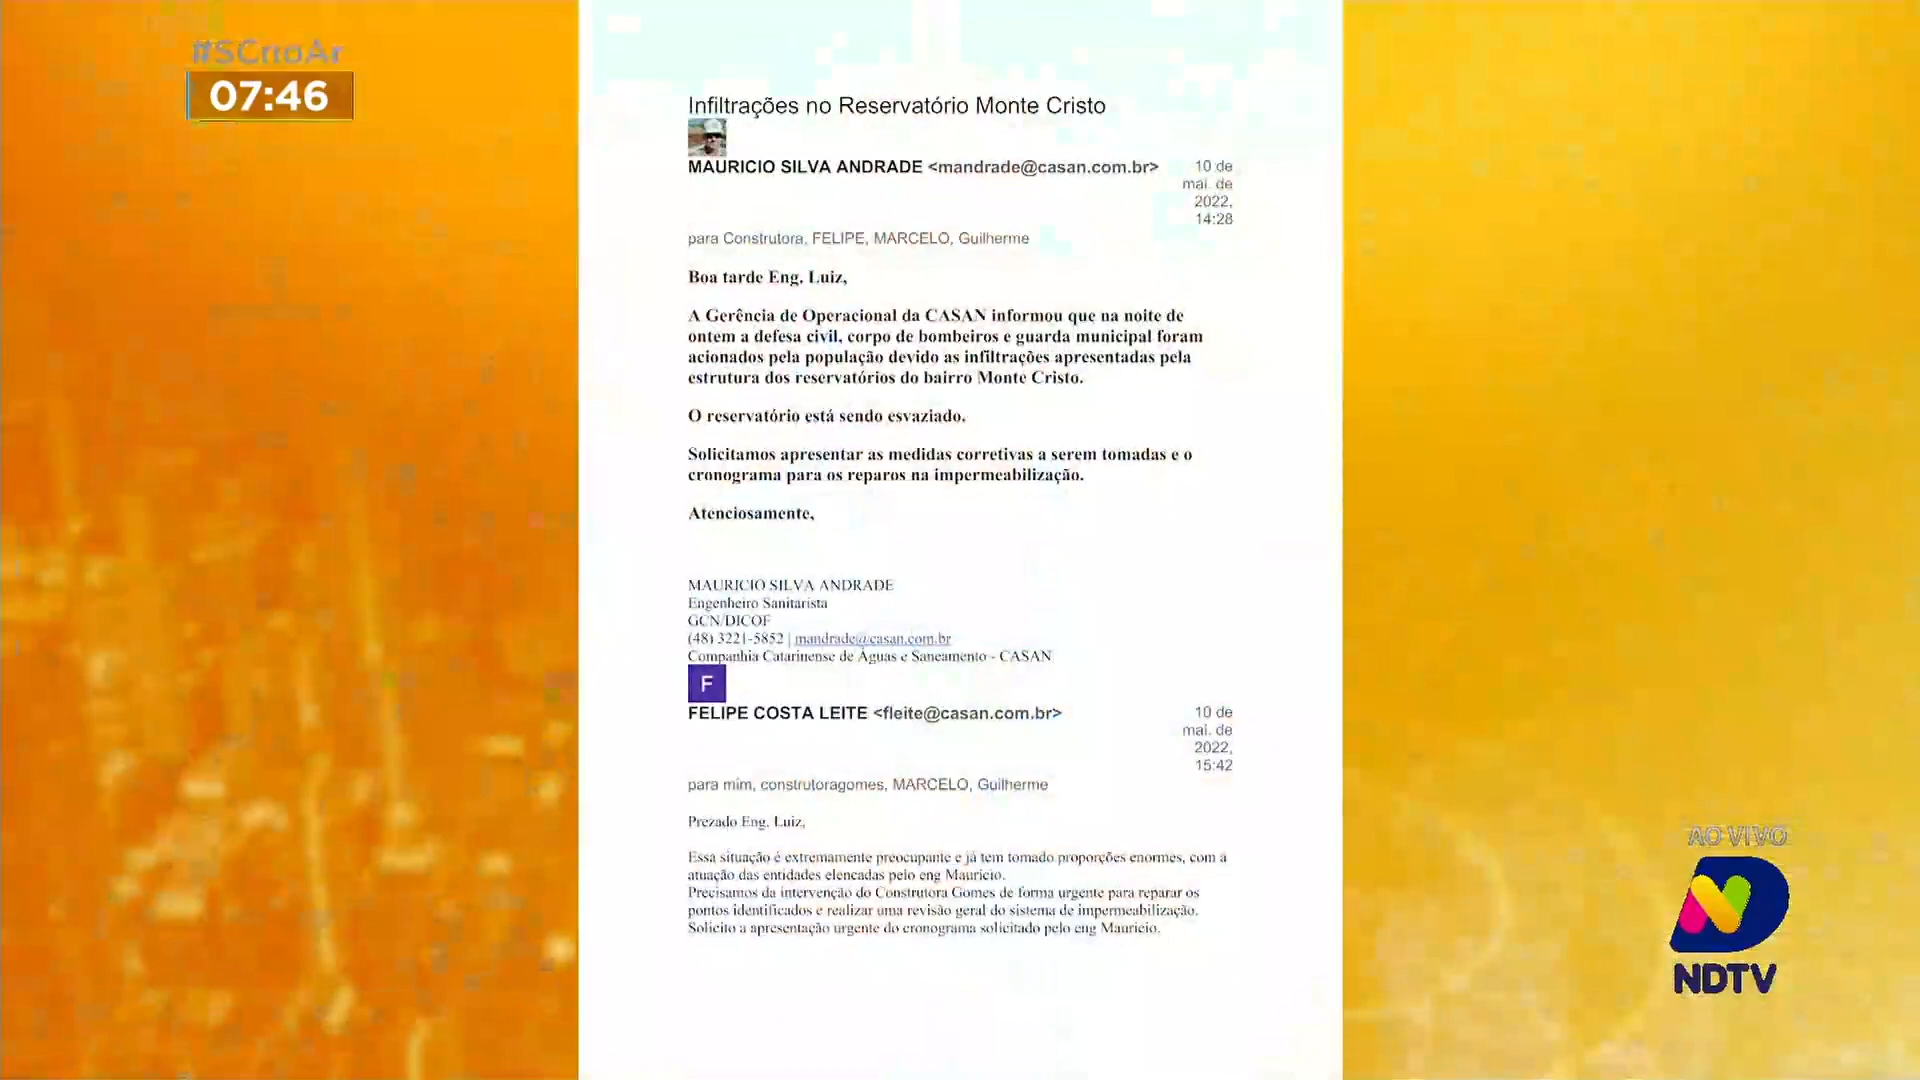 #SCnoAr
07:46
Infiltrações no Reservatório Monte Cristo
MAURICIO SILVA ANDRADE <mandrade@casan.com.br>
10 de
mai. de
2022,
14:28
para Construtora, FELIPE, MARCELO, Guilherme
Boa tarde Eng. Luiz,
A Gerência de Operacional da CASAN informou que na noite de
ontem a defesa civil, corpo de bombeiros e guarda municipal foram
acionados pela população devido as infiltrações apresentadas pela
estrutura dos reservatórios do bairro Monte Cristo.
O reservatório está sendo esvaziado.
Solicitamos apresentar as medidas corretivas a serem tomadas e o
cronograma para os reparos na impermeabilização.
Atenciosamente,
MAURICIO SILVA ANDRADE
Engenheiro Sanitarista
GCN/DICOF
(48) 3221-5852 | mandrade@casan.com.br
Companhia Catarinense de Águas e Saneamento - CASAN
F
FELIPE COSTA LEITE <fleite@casan.com.br>
10 de
mai. de
2022,
15:42
para mim, construtoragomes, MARCELO, Guilherme
Prezado Eng. Luiz,
Essa situação é extremamente preocupante e já tem tomado proporções enormes, com a
atuação das entidades elencadas pelo eng Mauricio.
Precisamos da intervenção do Construtora Gomes de forma urgente para reparar os
pontos identificados e realizar uma revisão geral do sistema de impermeabilização.
Solicito a apresentação urgente do cronograma solicitado pelo eng Mauricio.
AO VIVO
NDTV